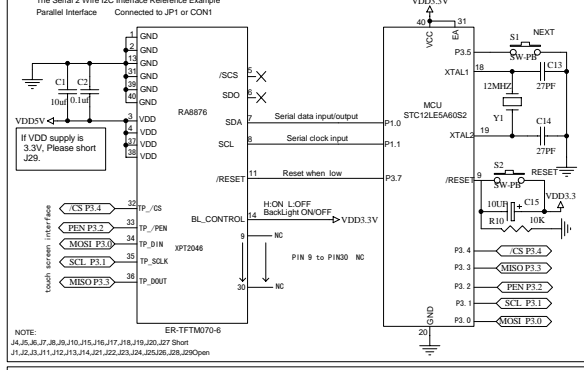 The Serial 2 Wire I2C Interface Reference Example
Parallel Interface Connected to JP1 or CON1
VDD3.3V
1 GND
2 GND
13 GND
31 GND
39 GND
40 GND
3 VDD
4 VDD
37 VDD
38 VDD
C1 C2
10uf 0.1uf
VDD5V
If VDD supply is
3.3V, Please short
J29.
RA8876
/SCS 5
SDO 6
SDA 7 Serial data input/output P1.0
SCL 8 Serial clock input P1.1
/RESET 11 Reset when low P3.7
H:ON L:OFF
BL_CONTROL 14 BackLight ON/OFF VDD3.3V
9 NC
PIN 9 to PIN30 NC
30 NC
touch screen interface
/CS P3.4 32 TP_/CS
PEN P3.2 33 TP_/PEN
MOSI P3.0 34 TP_DIN
SCL P3.1 35 TP_SCLK
MISO P3.3 36 TP_DOUT
XPT2046
ER-TFTM070-6
40 VCC
31 EA
MCU
STC12LE5A60S2
P3.5
S1 NEXT
SW-PB
18 XTAL1
C13
27PF
12MHZ
Y1
19 XTAL2
C14
27PF
S2
/RESET 9 RESET
SW-PB
10UF + C15 VDD3.3
R10 10K
P3. 4 /CS P3.4
P3. 3 MISO P3.3
P3. 2 PEN P3.2
P3. 1 SCL P3.1
P3. 0 MOSI P3.0
20 GND
NOTE:
J4,J5,J6,J7,J8,J9,J10,J15,J16,J17,J18,J19,J20,J27 Short
J1,J2,J3,J11,J12,J13,J14,J21,J22,J23,J24,J25J26,J28,J29Open